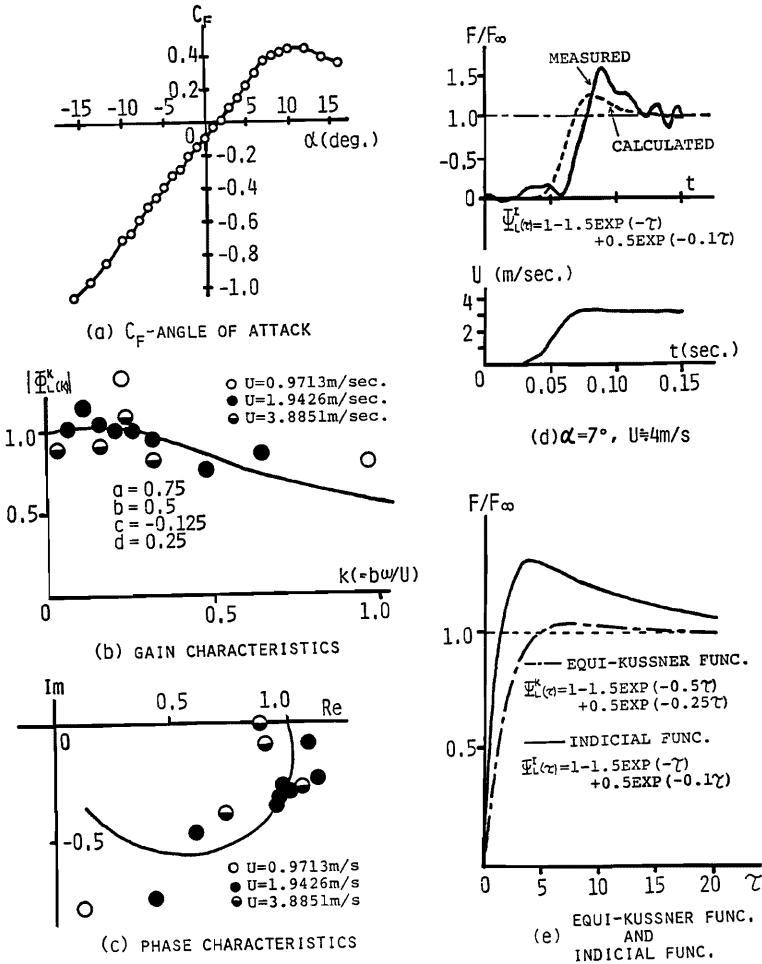 C_F
0.4
0.2
-15 -10 -5 5 10 15
0
α(deg.)
-0.2
-0.4
-0.6
-0.8
-1.0
(a) C_F-ANGLE OF ATTACK
|Φ^K_L(k)|
○ U=0.9713m/sec.
● U=1.9426m/sec.
◒ U=3.8851m/sec.
1.0
0.5
a = 0.75
b = 0.5
c = -0.125
d = 0.25
k(=bω/U)
0 0.5 1.0
(b) GAIN CHARACTERISTICS
Im
0.5 1.0 Re
0
-0.5
○ U=0.9713m/s
● U=1.9426m/s
◒ U=3.8851m/s
(c) PHASE CHARACTERISTICS
F/F∞
MEASURED
1.5
1.0
CALCULATED
-0.5
t
0
0.05 0.10 0.15
Ψ^I_L(τ)=1-1.5EXP(-τ)
+0.5EXP(-0.1τ)
U (m/sec.)
4
2
t(sec.)
0 0.05 0.10 0.15
(d) α=7°, U≒4m/s
F/F∞
1.0
EQUI-KUSSNER FUNC.
Ψ^K_L(τ)=1-1.5EXP(-0.5τ)
+0.5EXP(-0.25τ)
0.5
INDICIAL FUNC.
Ψ^I_L(τ)=1-1.5EXP(-τ)
+0.5EXP(-0.1τ)
0 5 10 15 20 τ
(e) EQUI-KUSSNER FUNC.
AND
INDICIAL FUNC.